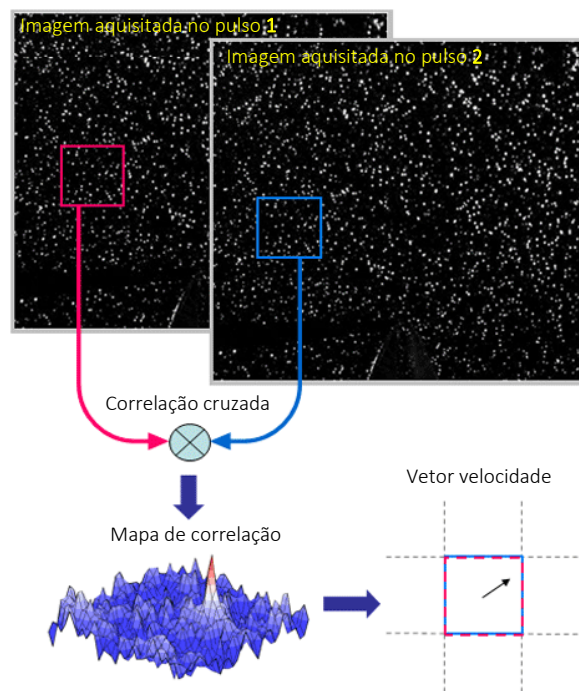 Imagem aquisitada no pulso 1
Imagem aquisitada no pulso 2
Correlação cruzada
Vetor velocidade
Mapa de correlação